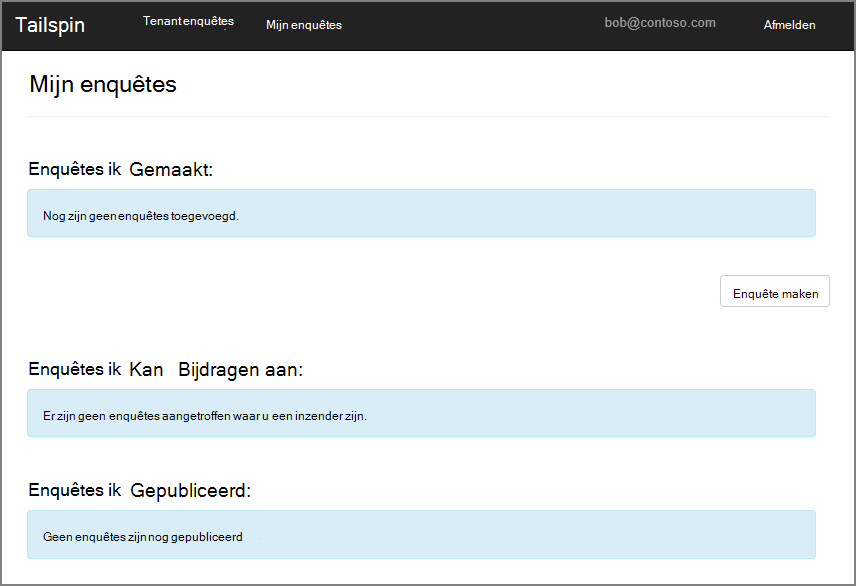 Tailspin Tenant enquêtes Mijn enquêtes bob@contoso.com Afmelden
Mijn enquêtes
Enquêtes ik Gemaakt:
Nog zijn geen enquêtes toegevoegd.
Enquête maken
Enquêtes ik Kan Bijdragen aan:
Er zijn geen enquêtes aangetroffen waar u een inzender zijn.
Enquêtes ik Gepubliceerd:
Geen enquêtes zijn nog gepubliceerd